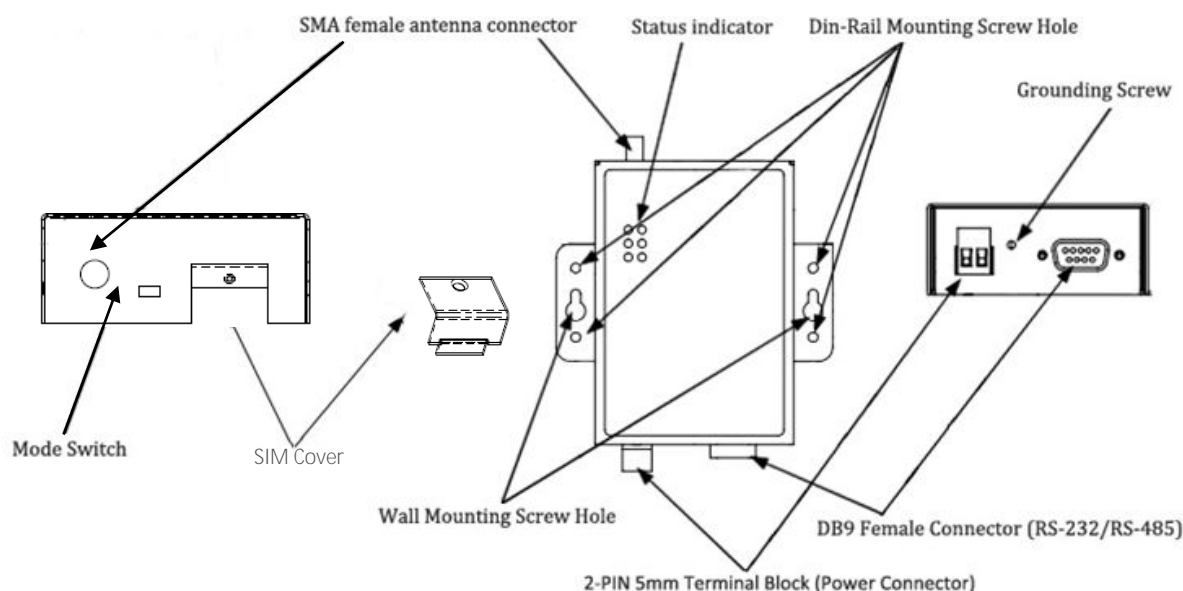 SMA female antenna connector
Status indicator
Din-Rail Mounting Screw Hole
Grounding Screw
Mode Switch
SIM Cover
Wall Mounting Screw Hole
DB9 Female Connector (RS-232/RS-485)
2-PIN 5mm Terminal Block (Power Connector)